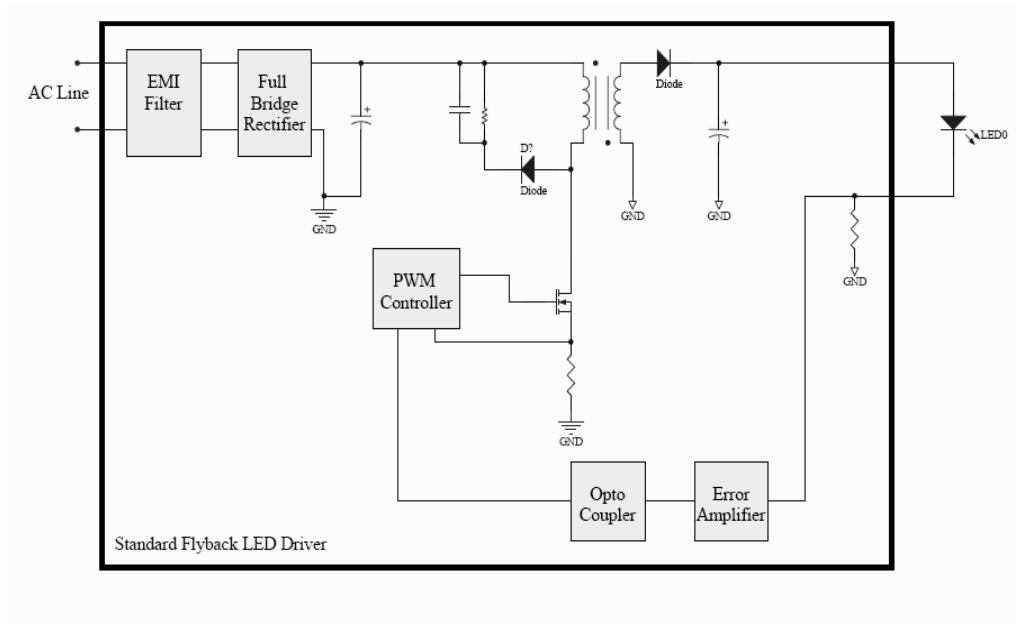 AC Line
EMI
Filter
Full
Bridge
Rectifier
+
GND
D?
Diode
Diode
+
GND
GND
LED0
GND
PWM
Controller
GND
Opto
Coupler
Error
Amplifier
Standard Flyback LED Driver